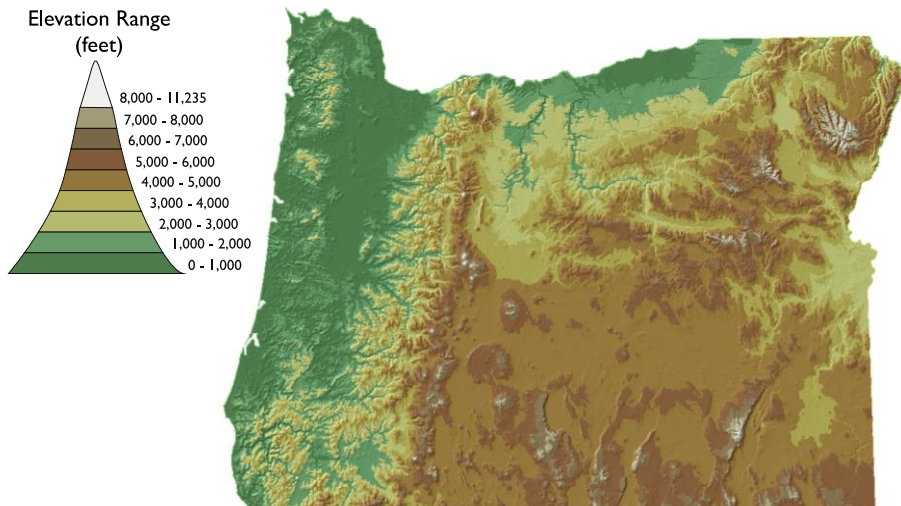 Elevation Range
(feet)
8,000 - 11,235
7,000 - 8,000
6,000 - 7,000
5,000 - 6,000
4,000 - 5,000
3,000 - 4,000
2,000 - 3,000
1,000 - 2,000
0 - 1,000